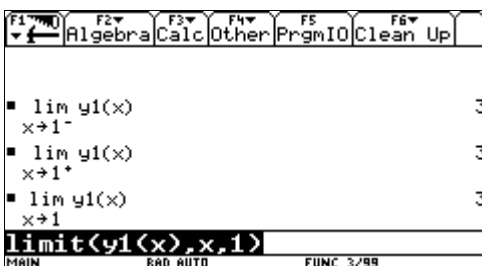 F1 F2 Algebra F3 Calc F4 Other F5 PrgmIO F6 Clean Up
▪ lim y1(x) 3
x→1⁻
▪ lim y1(x) 3
x→1⁺
▪ lim y1(x) 3
x→1
limit(y1(x),x,1)
MAIN RAD AUTO FUNC 3/99